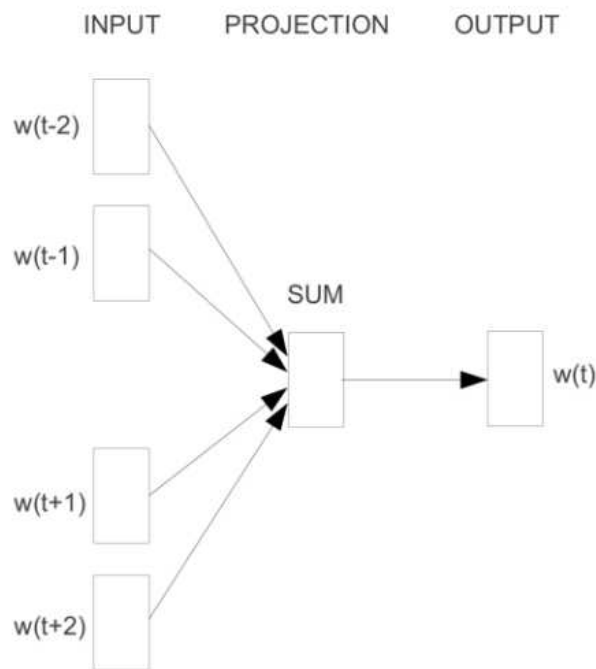 INPUT PROJECTION OUTPUT
w(t-2)
w(t-1)
SUM
w(t)
w(t+1)
w(t+2)